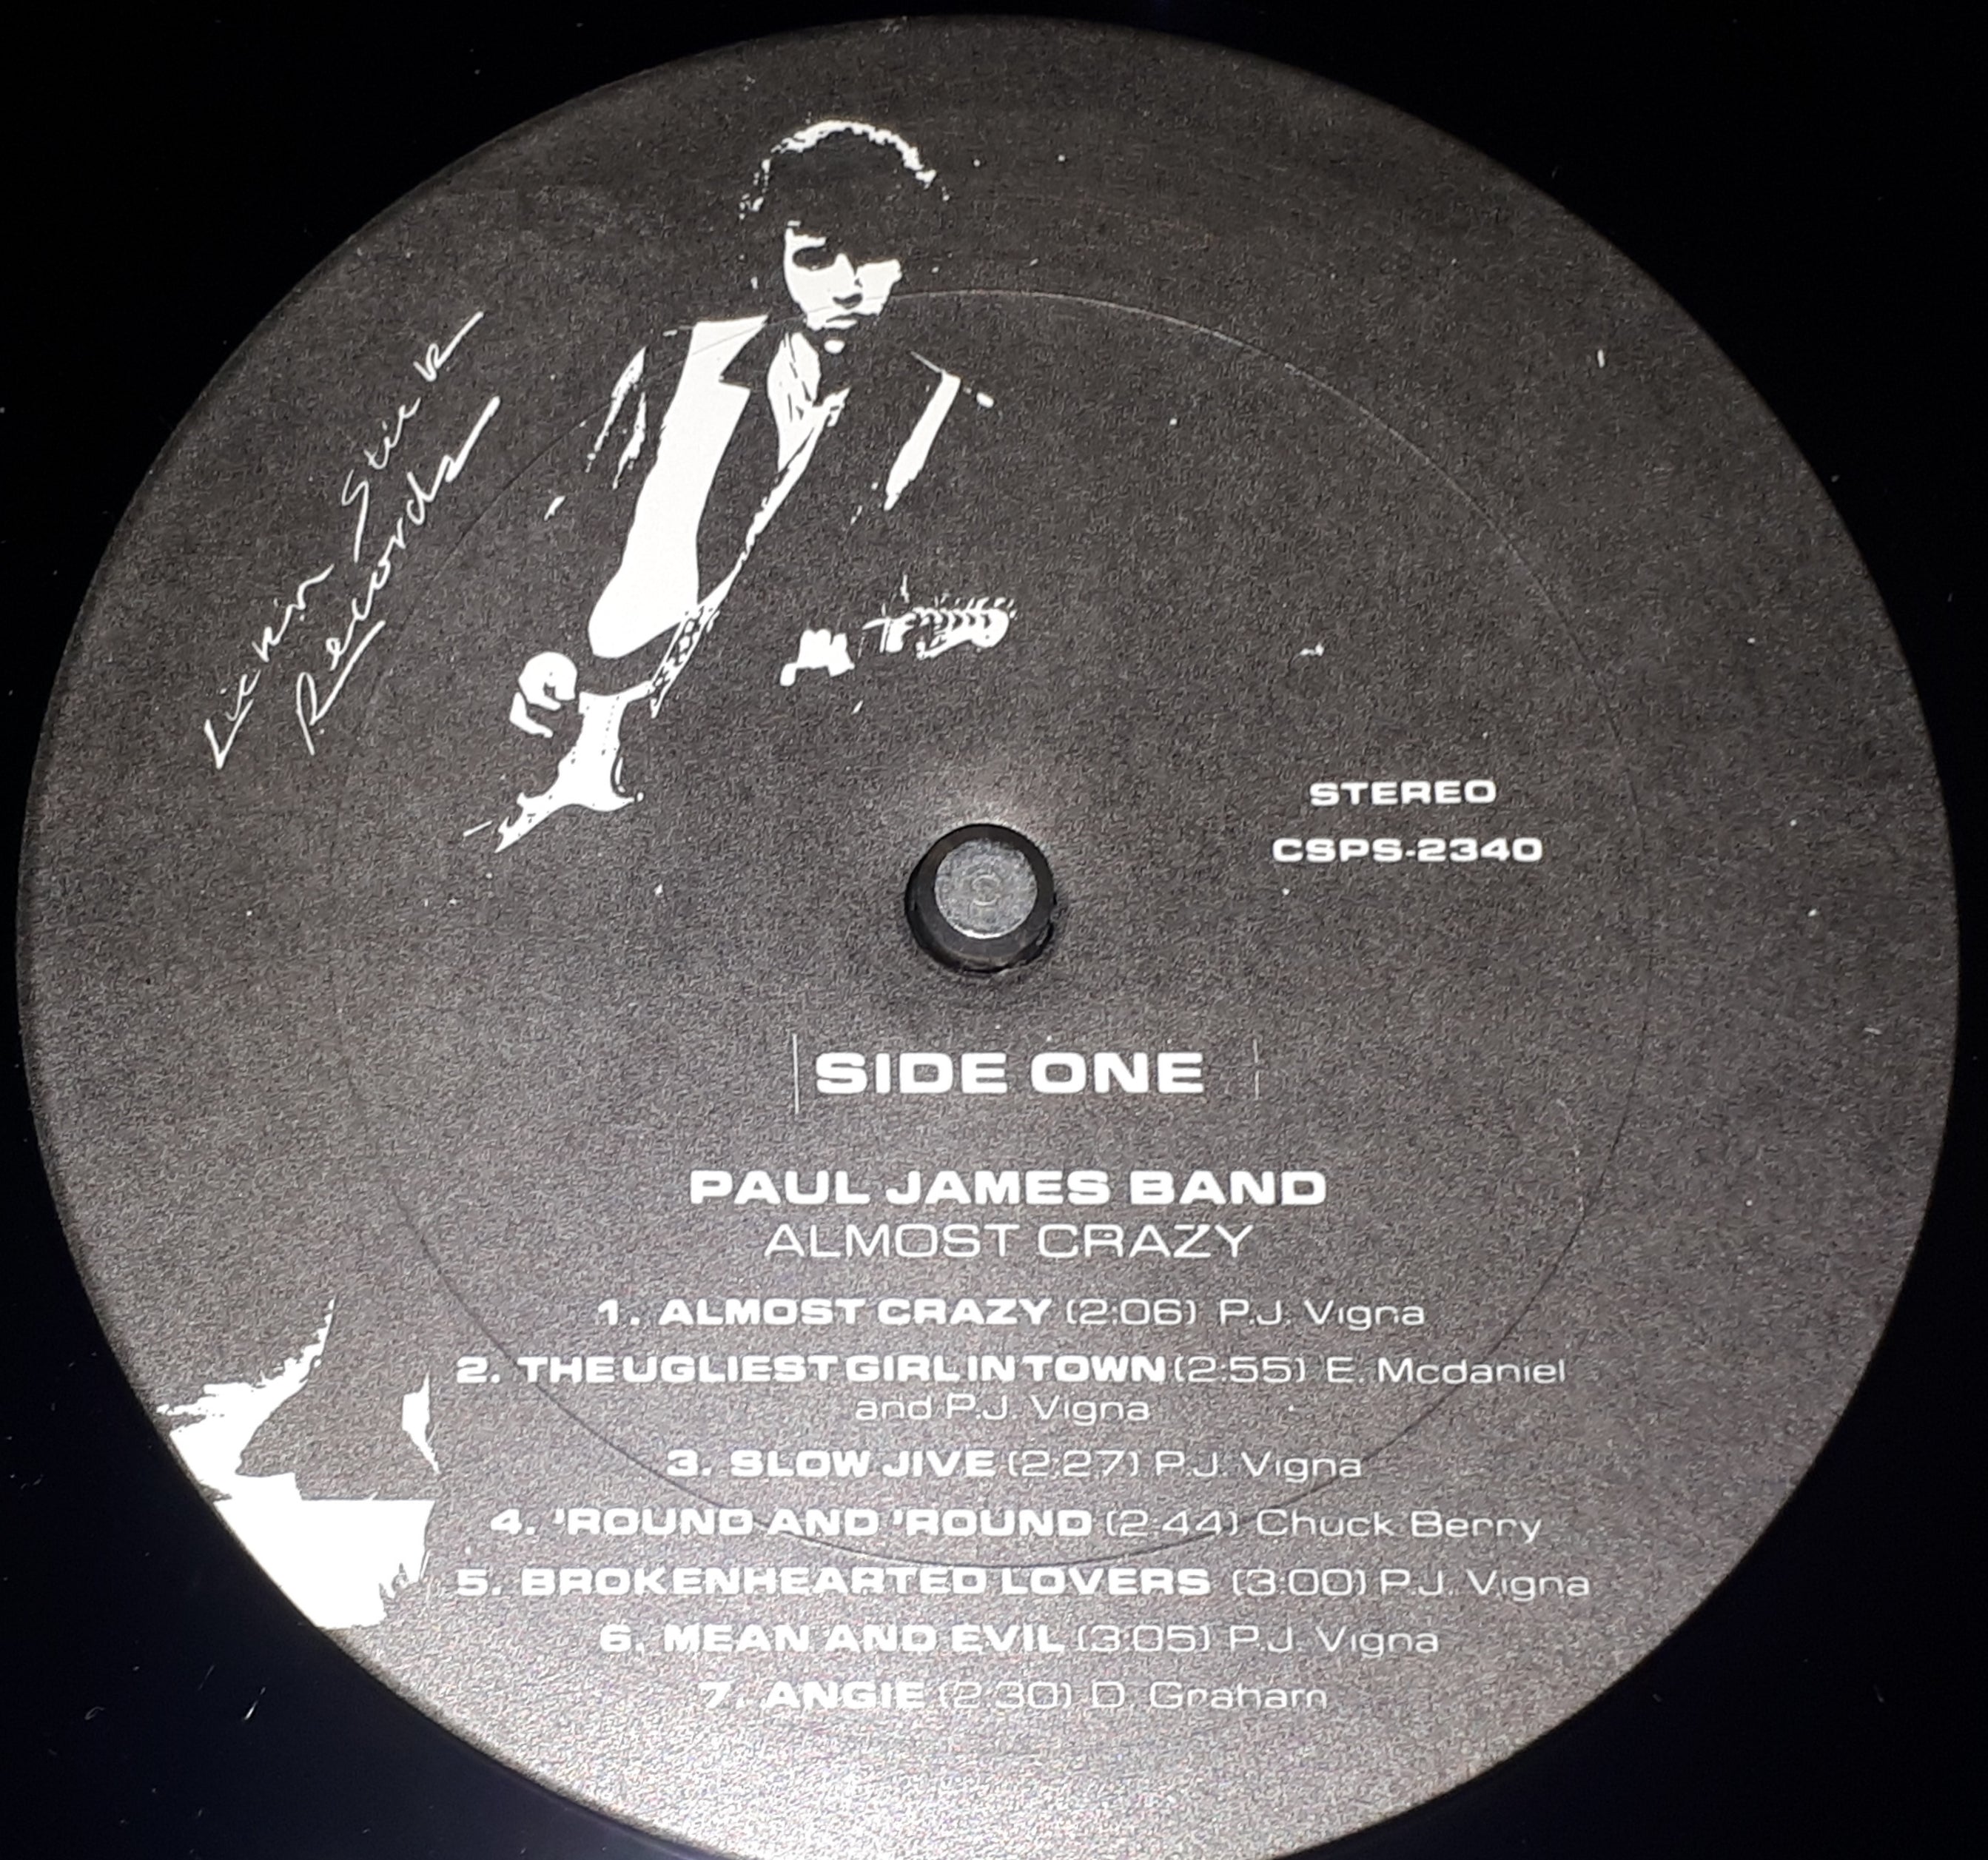 Lickin Stick
Records
STEREO
CSPS-2340
SIDE ONE
PAUL JAMES BAND
ALMOST CRAZY
1. ALMOST CRAZY (2:06) P.J. Vigna
2. THE UGLIEST GIRL IN TOWN (2:55) E. Mcdaniel
and P.J. Vigna
3. SLOW JIVE (2:27) P.J. Vigna
4. 'ROUND AND 'ROUND (2:44) Chuck Berry
5. BROKENHEARTED LOVERS (3:00) P.J. Vigna
6. MEAN AND EVIL (3:05) P.J. Vigna
7. ANGIE (2:30) D. Graham